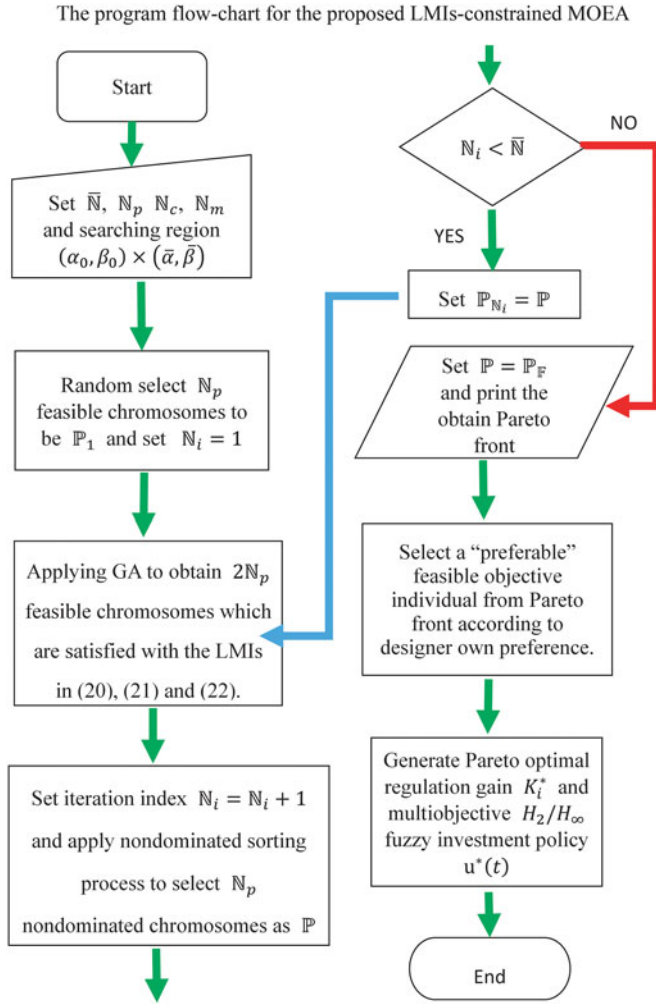 The program flow-chart for the proposed LMIs-constrained MOEA
Start
Set N̅, ℕₚ ℕ꜀, ℕₘ
and searching region
(α₀, β₀) × (ᾱ, β̄)
Random select ℕₚ
feasible chromosomes to
be ℙ₁ and set ℕᵢ = 1
Applying GA to obtain 2ℕₚ
feasible chromosomes which
are satisfied with the LMIs
in (20), (21) and (22).
Set iteration index ℕᵢ = ℕᵢ + 1
and apply nondominated sorting
process to select ℕₚ
nondominated chromosomes as ℙ
ℕᵢ < ℕ̅
NO
YES
Set ℙ_ℕᵢ = ℙ
Set ℙ = ℙ_𝔽
and print the
obtain Pareto
front
Select a “preferable”
feasible objective
individual from Pareto
front according to
designer own preference.
Generate Pareto optimal
regulation gain Kᵢ* and
multiobjective H₂/H∞
fuzzy investment policy
u*(t)
End